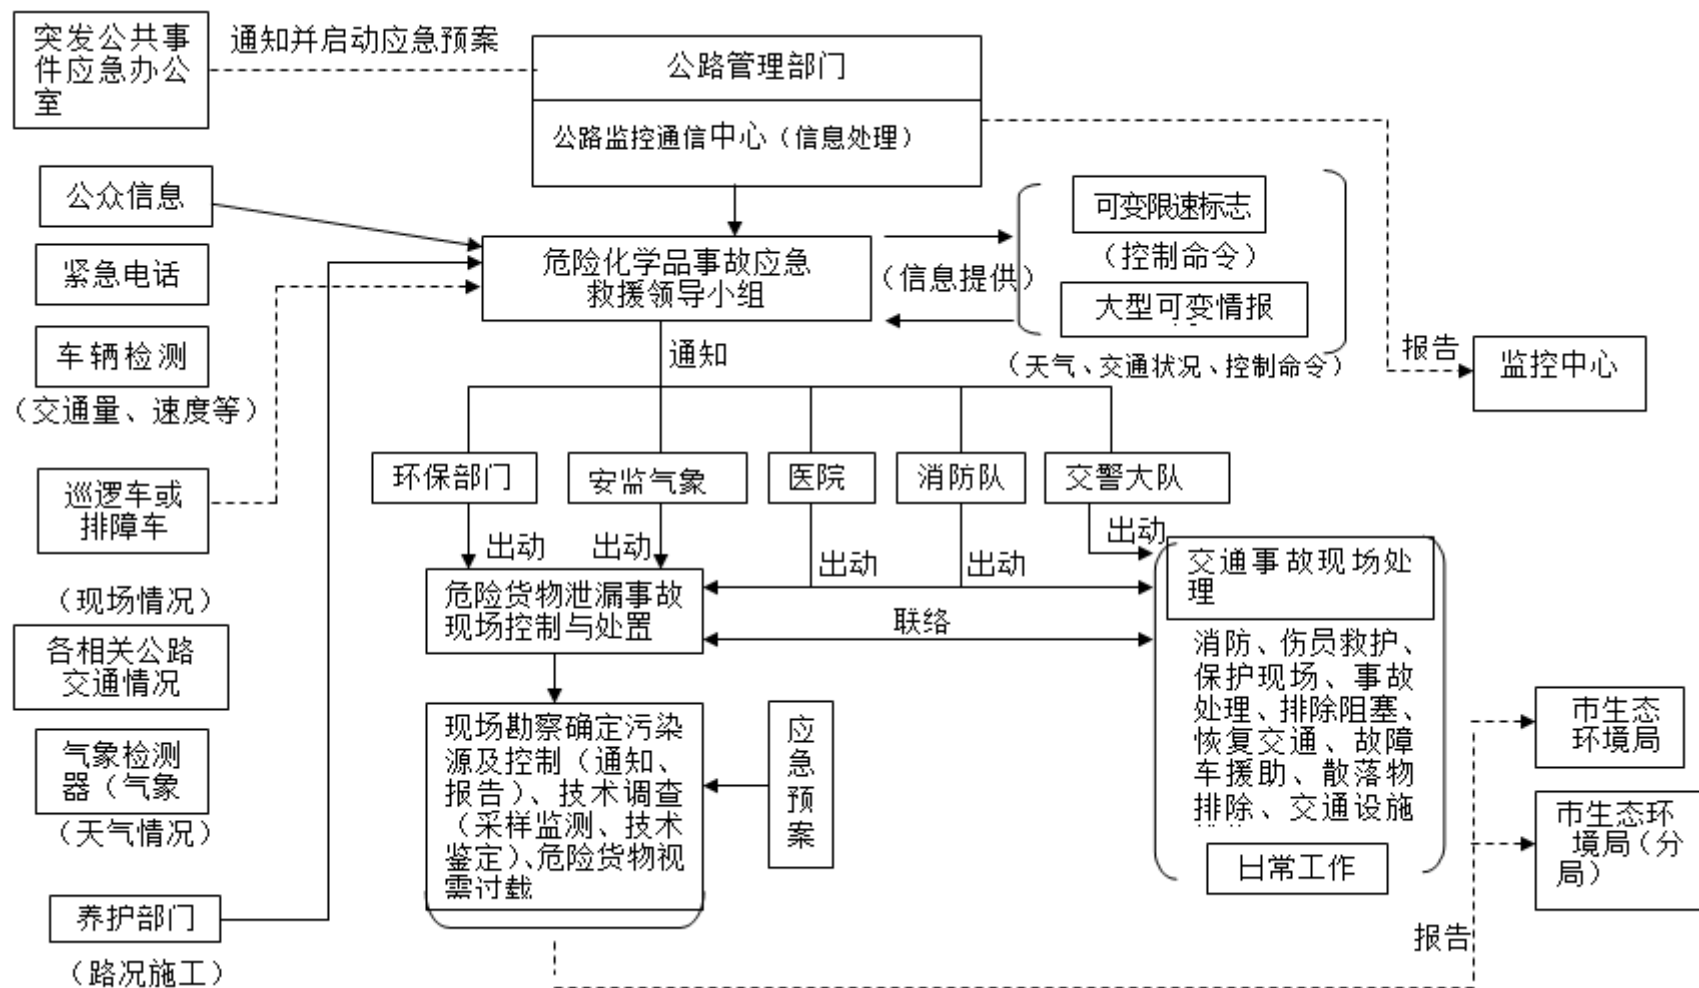 突发公共事
件应急办公
室
通知并启动应急预案
公路管理部门
公路监控通信中心（信息处理）
公众信息
紧急电话
车辆检测
（交通量、速度等）
巡逻车或
排障车
（现场情况）
各相关公路
交通情况
气象检测
器（气象
（天气情况）
养护部门
（路况施工）
危险化学品事故应急
救援领导小组
（信息提供）
可变限速标志
（控制命令）
大型可变情报
（天气、交通状况、控制命令）
报告
监控中心
通知
环保部门
安监气象
医院
消防队
交警大队
出动
出动
出动
出动
出动
危险货物泄漏事故
现场控制与处置
联络
交通事故现场处
理
消防、伤员救护、
保护现场、事故
处理、排除阻塞、
恢复交通、故障
车援助、散落物
排除、交通设施
日常工作
现场勘察确定污染
源及控制（通知、
报告）、技术调查
（采样监测、技术
鉴定）、危险货物视
需过载
应
急
预
案
市生态
环境局
市生态环
境局（分
局）
报告